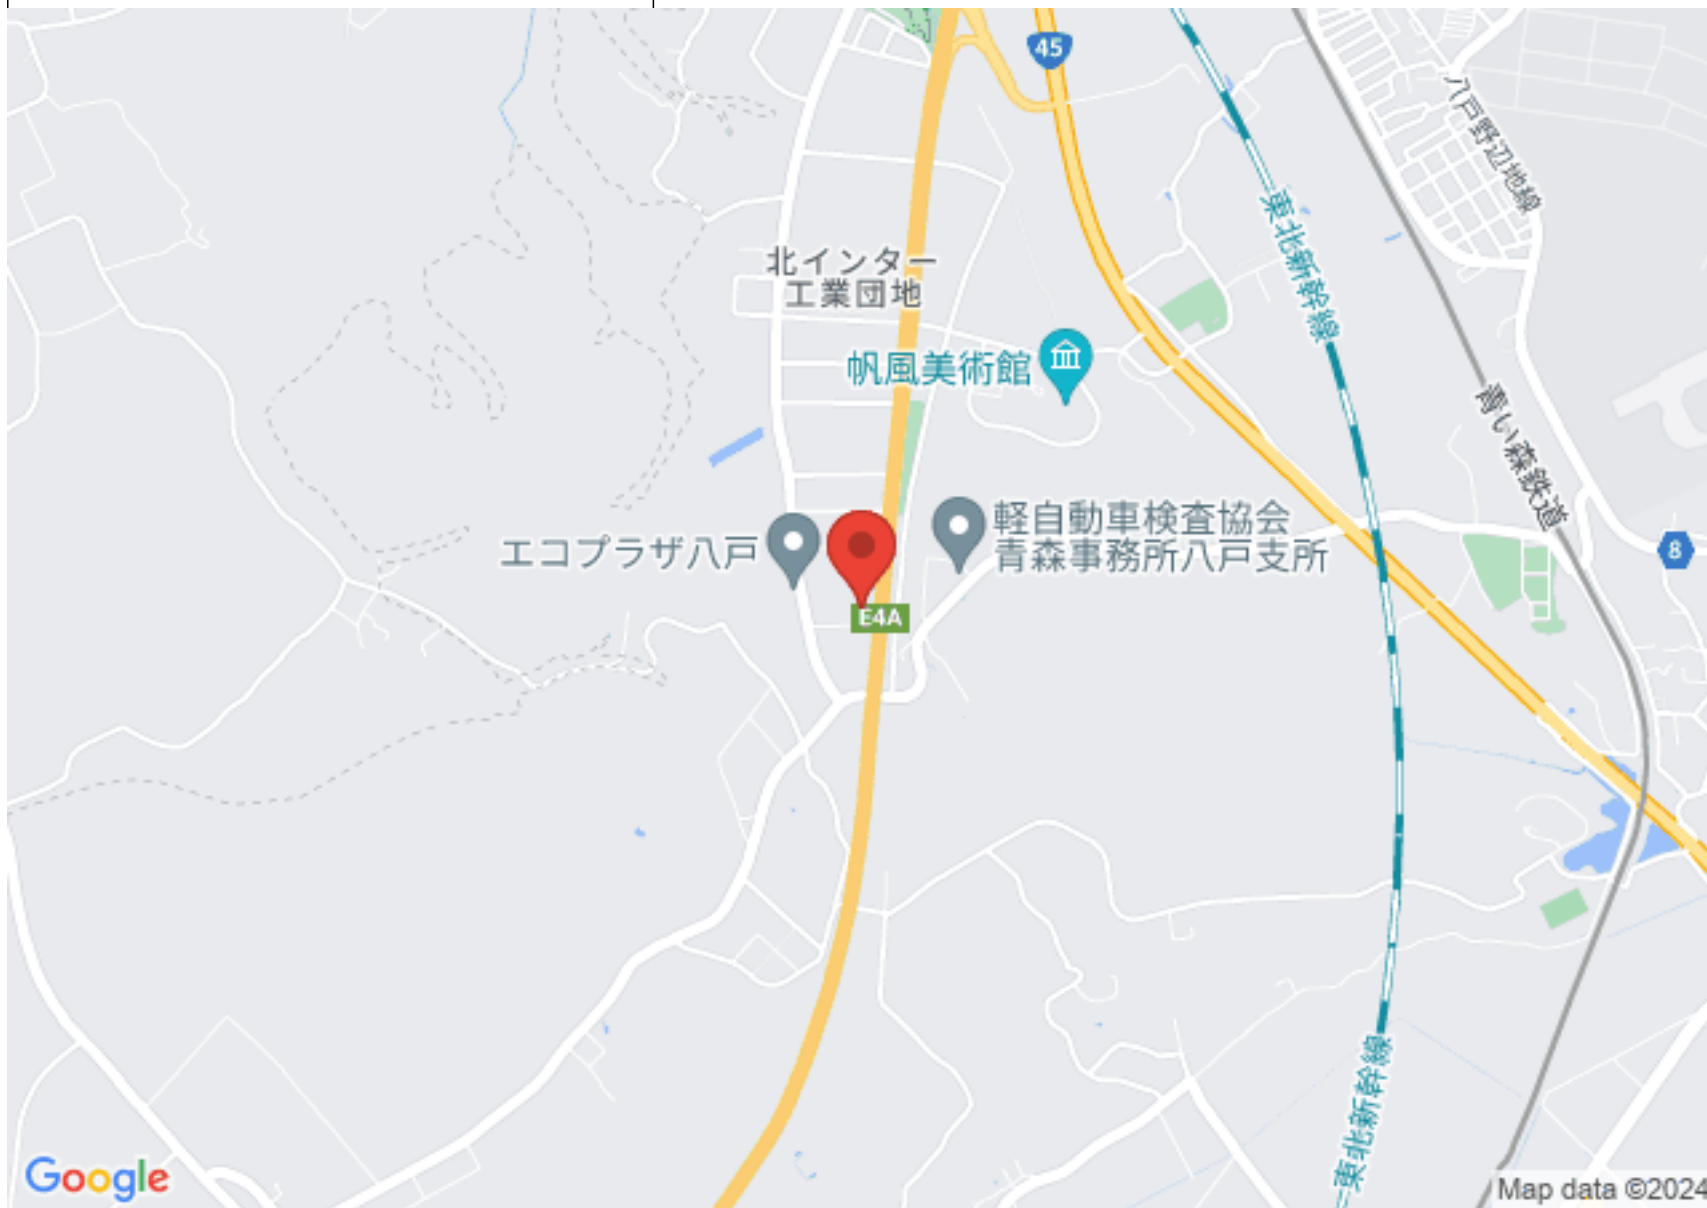 45
八戸野辺地線
東北新幹線
北インター
工業団地
帆風美術館
青い森鉄道
軽自動車検査協会
青森事務所八戸支所
エコプラザ八戸
8
E4A
東北新幹線
Google
Map data ©2024